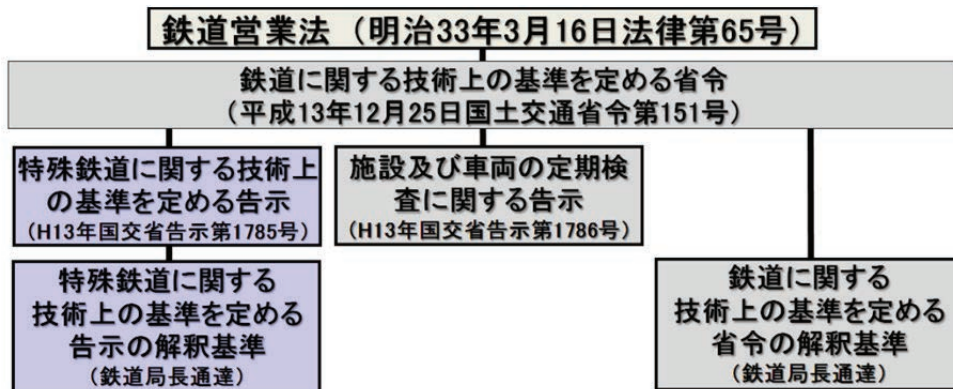 鉄道営業法（明治33年3月16日法律第65号）
鉄道に関する技術上の基準を定める省令
（平成13年12月25日国土交通省令第151号）
特殊鉄道に関する技術上
の基準を定める告示
（H13年国交省告示第1785号）
施設及び車両の定期検
査に関する告示
（H13年国交省告示第1786号）
特殊鉄道に関する
技術上の基準を定める
告示の解釈基準
（鉄道局長通達）
鉄道に関する
技術上の基準を定める
省令の解釈基準
（鉄道局長通達）